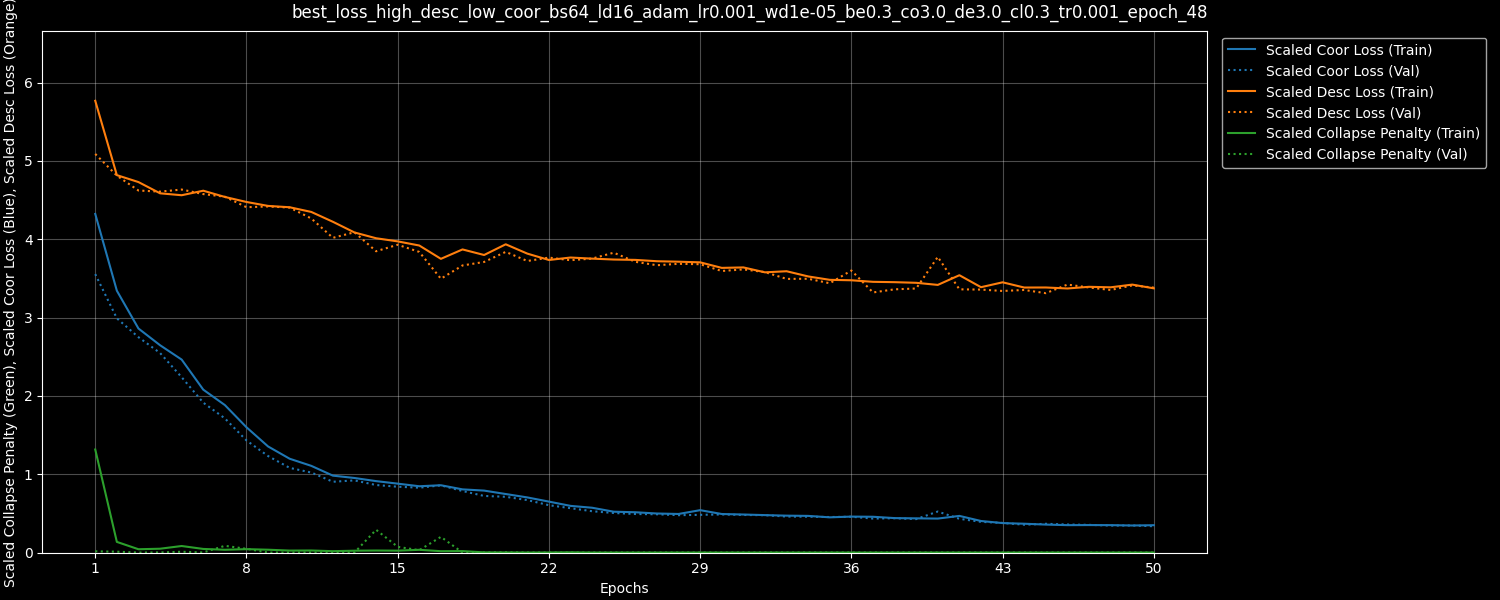 best_loss_high_desc_low_coor_bs64_ld16_adam_lr0.001_wd1e-05_be0.3_co3.0_de3.0_cl0.3_tr0.001_epoch_48
Scaled Collapse Penalty (Green), Scaled Coor Loss (Blue), Scaled Desc Loss (Orange)
6
5
4
3
2
1
0
1 8 15 22 29 36 43 50
Epochs
Scaled Coor Loss (Train)
Scaled Coor Loss (Val)
Scaled Desc Loss (Train)
Scaled Desc Loss (Val)
Scaled Collapse Penalty (Train)
Scaled Collapse Penalty (Val)